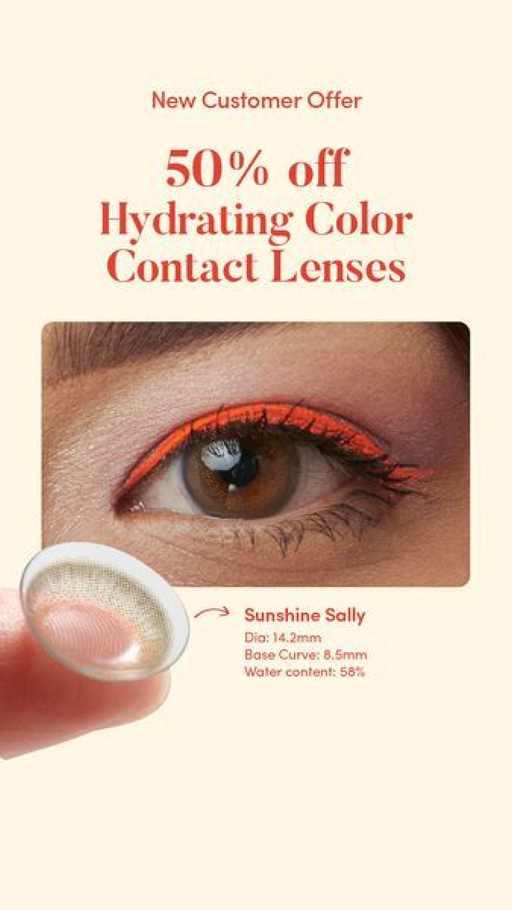 New Customer Offer
50% off
Hydrating Color
Contact Lenses
Sunshine Sally
Dia: 14.2mm
Base Curve: 8.5mm
Water content: 58%